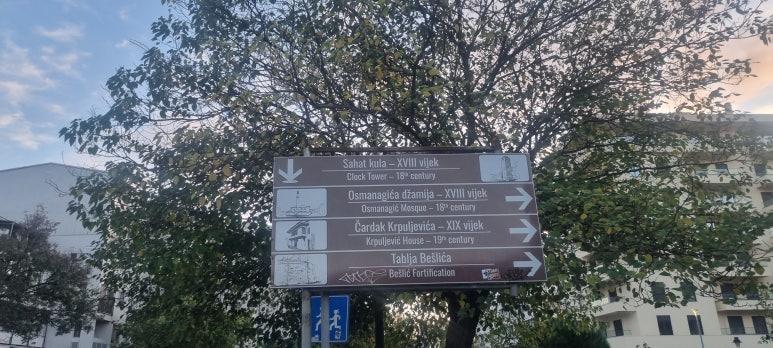 Sahat kula – XVIII vijek
Clock Tower – 18th century
Osmanagića džamija – XVIII vijek
Osmanagić Mosque – 18th century
Čardak Krpuljevića – XIX vijek
Krpuljević House – 19th century
Tablja Bešlića
Bešlić Fortification